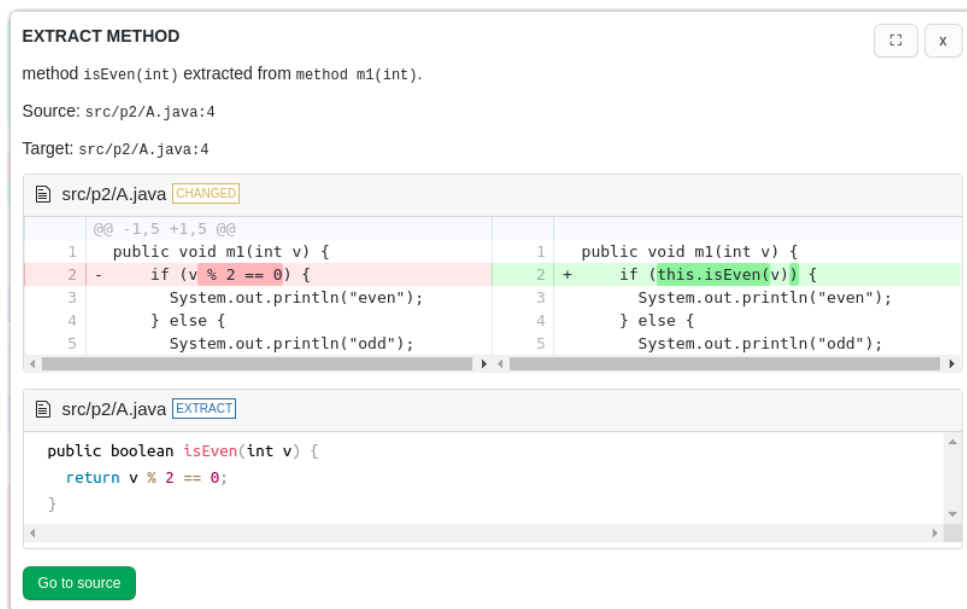 EXTRACT METHOD
x
method isEven(int) extracted from method m1(int).
Source: src/p2/A.java:4
Target: src/p2/A.java:4
src/p2/A.java CHANGED
@@ -1,5 +1,5 @@
1 public void m1(int v) { 1 public void m1(int v) {
2 - if (v % 2 == 0) { 2 + if (this.isEven(v)) {
3 System.out.println("even"); 3 System.out.println("even");
4 } else { 4 } else {
5 System.out.println("odd"); 5 System.out.println("odd");
src/p2/A.java EXTRACT
public boolean isEven(int v) {
return v % 2 == 0;
}
Go to source